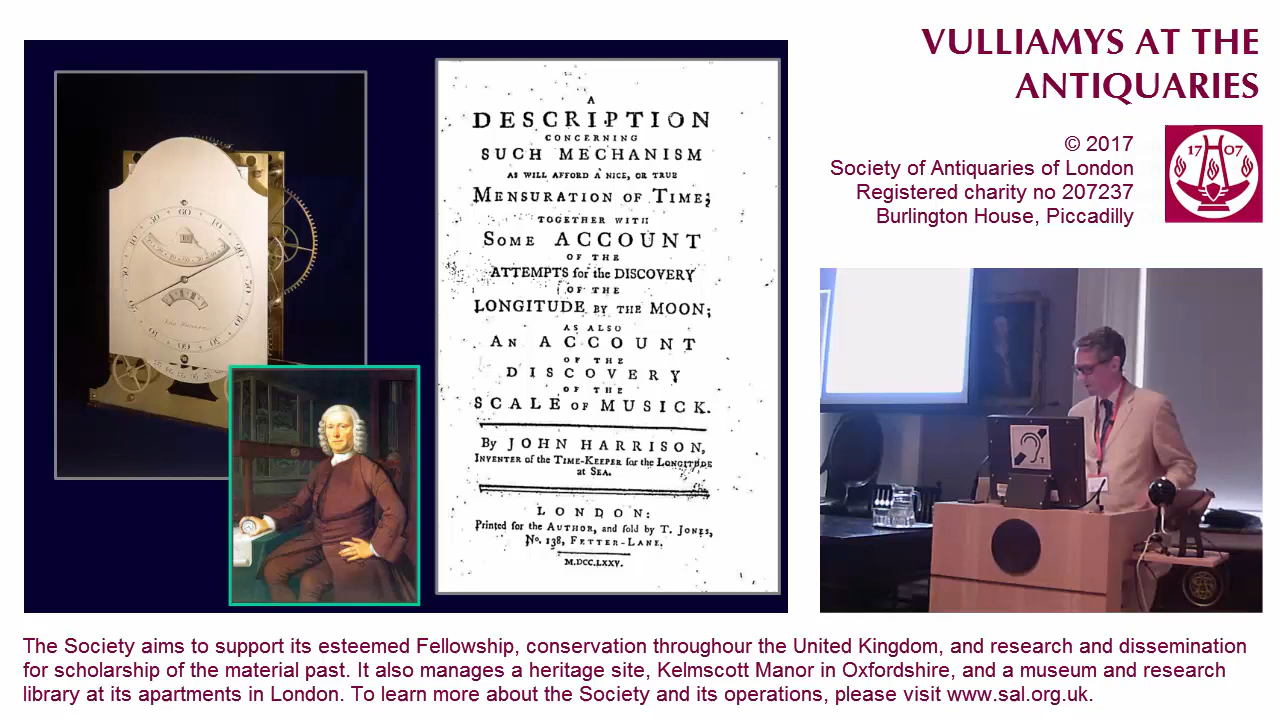 VULLIAMYS AT THE
ANTIQUARIES
© 2017
Society of Antiquaries of London
Registered charity no 207237
Burlington House, Piccadilly
17 07
A
DESCRIPTION
CONCERNING
SUCH MECHANISM
AS WILL AFFORD A NICE, OR TRUE
MENSURATION OF TIME;
TOGETHER WITH
SOME ACCOUNT
OF THE
ATTEMPTS for the DISCOVERY
OF THE
LONGITUDE BY THE MOON;
AS ALSO
AN ACCOUNT
OF THE
DISCOVERY
OF THE
SCALE OF MUSICK.
By JOHN HARRISON,
INVENTER of the TIME-KEEPER for the LONGITUDE
at SEA.
LONDON:
Printed for the AUTHOR, and sold by T. JONES,
No. 138, FETTER-LANE.
M.DCC.LXXV.
60
10
T
The Society aims to support its esteemed Fellowship, conservation throughour the United Kingdom, and research and dissemination
for scholarship of the material past. It also manages a heritage site, Kelmscott Manor in Oxfordshire, and a museum and research
library at its apartments in London. To learn more about the Society and its operations, please visit www.sal.org.uk.